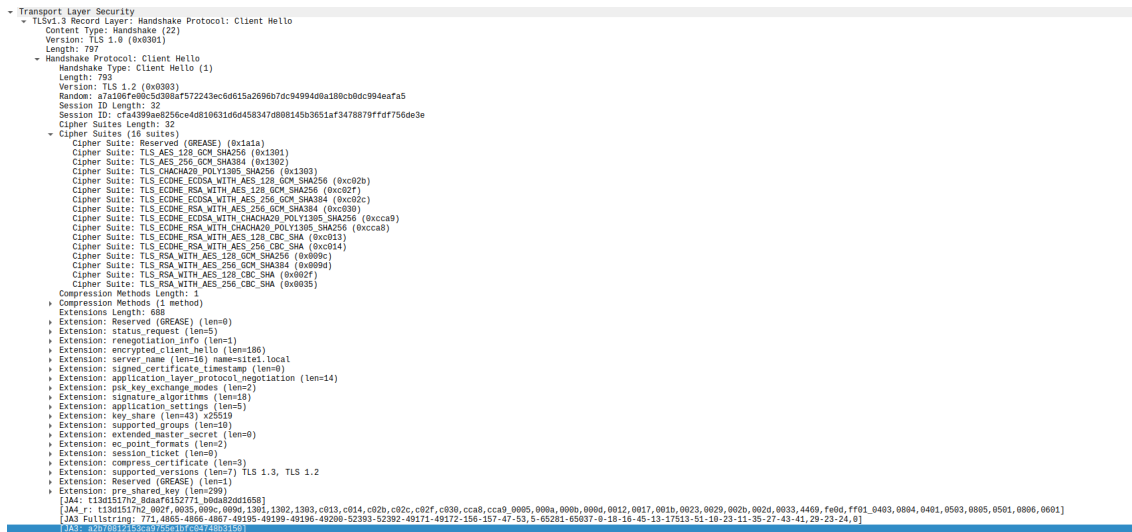 Transport Layer Security
TLSv1.3 Record Layer: Handshake Protocol: Client Hello
Content Type: Handshake (22)
Version: TLS 1.0 (0x0301)
Length: 797
Handshake Protocol: Client Hello
Handshake Type: Client Hello (1)
Length: 793
Version: TLS 1.2 (0x0303)
Random: a7a106fe00c5d308af572243ec6d615a2696b7dc94994d0a180cb0dc994eafa5
Session ID Length: 32
Session ID: cfa4399ae8256ce4d810631d6d458347d808145b3651af3478879ffdf756de3e
Cipher Suites Length: 32
Cipher Suites (16 suites)
Cipher Suite: Reserved (GREASE) (0x1a1a)
Cipher Suite: TLS_AES_128_GCM_SHA256 (0x1301)
Cipher Suite: TLS_AES_256_GCM_SHA384 (0x1302)
Cipher Suite: TLS_CHACHA20_POLY1305_SHA256 (0x1303)
Cipher Suite: TLS_ECDHE_ECDSA_WITH_AES_128_GCM_SHA256 (0xc02b)
Cipher Suite: TLS_ECDHE_RSA_WITH_AES_128_GCM_SHA256 (0xc02f)
Cipher Suite: TLS_ECDHE_ECDSA_WITH_AES_256_GCM_SHA384 (0xc02c)
Cipher Suite: TLS_ECDHE_RSA_WITH_AES_256_GCM_SHA384 (0xc030)
Cipher Suite: TLS_ECDHE_ECDSA_WITH_CHACHA20_POLY1305_SHA256 (0xcca9)
Cipher Suite: TLS_ECDHE_RSA_WITH_CHACHA20_POLY1305_SHA256 (0xcca8)
Cipher Suite: TLS_ECDHE_RSA_WITH_AES_128_CBC_SHA (0xc013)
Cipher Suite: TLS_ECDHE_RSA_WITH_AES_256_CBC_SHA (0xc014)
Cipher Suite: TLS_RSA_WITH_AES_128_GCM_SHA256 (0x009c)
Cipher Suite: TLS_RSA_WITH_AES_256_GCM_SHA384 (0x009d)
Cipher Suite: TLS_RSA_WITH_AES_128_CBC_SHA (0x002f)
Cipher Suite: TLS_RSA_WITH_AES_256_CBC_SHA (0x0035)
Compression Methods Length: 1
Compression Methods (1 method)
Extensions Length: 688
Extension: Reserved (GREASE) (len=0)
Extension: status_request (len=5)
Extension: renegotiation_info (len=1)
Extension: encrypted_client_hello (len=186)
Extension: server_name (len=16) name=site1.local
Extension: signed_certificate_timestamp (len=0)
Extension: application_layer_protocol_negotiation (len=14)
Extension: psk_key_exchange_modes (len=2)
Extension: signature_algorithms (len=18)
Extension: application_settings (len=5)
Extension: key_share (len=43) x25519
Extension: supported_groups (len=10)
Extension: extended_master_secret (len=0)
Extension: ec_point_formats (len=2)
Extension: session_ticket (len=0)
Extension: compress_certificate (len=3)
Extension: supported_versions (len=7) TLS 1.3, TLS 1.2
Extension: Reserved (GREASE) (len=1)
Extension: pre_shared_key (len=299)
[JA4: t13d1517h2_8daaf6152771_b0da82dd1658]
[JA4_r: t13d1517h2_002f,0035,009c,009d,1301,1302,1303,c013,c014,c02b,c02c,c02f,c030,cca8,cca9_0005,000a,000b,000d,0012,0017,001b,0023,0029,002b,002d,0033,4469,fe0d,ff01_0403,0804,0401,0503,0805,0501,0806,0601]
[JA3 Fullstring: 771,4865-4866-4867-49195-49199-49196-49200-52393-52392-49171-49172-156-157-47-53,5-65281-65037-0-18-16-45-13-17513-51-10-23-11-35-27-43-41,29-23-24,0]
[JA3: a2b70812153ca9755e1bfc04748b3150]